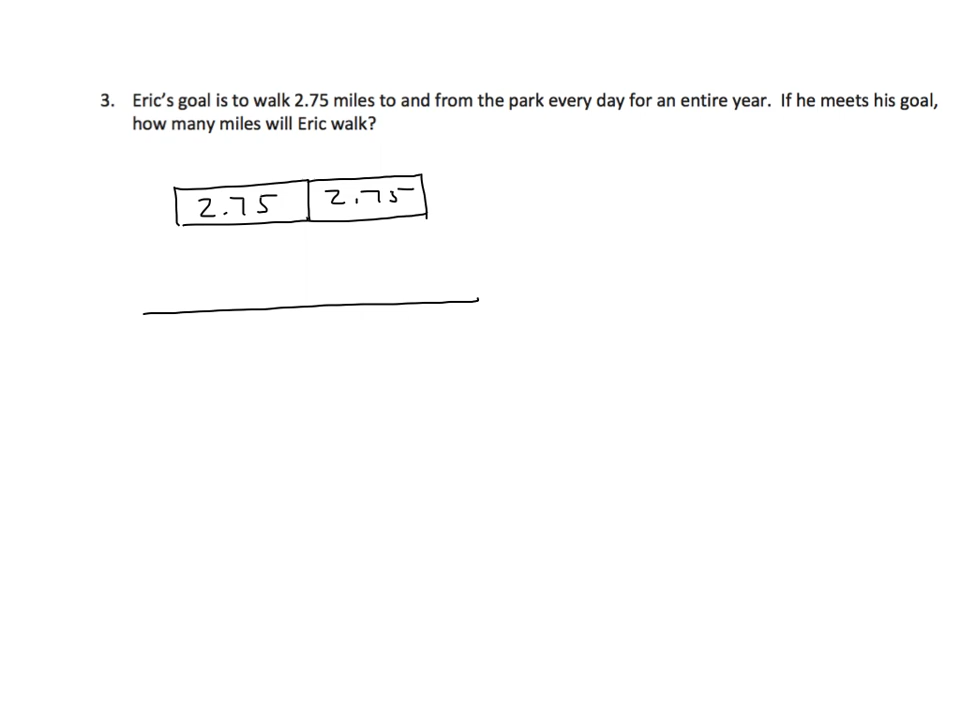 3. Eric's goal is to walk 2.75 miles to and from the park every day for an entire year. If he meets his goal,
how many miles will Eric walk?
2.75 2.75